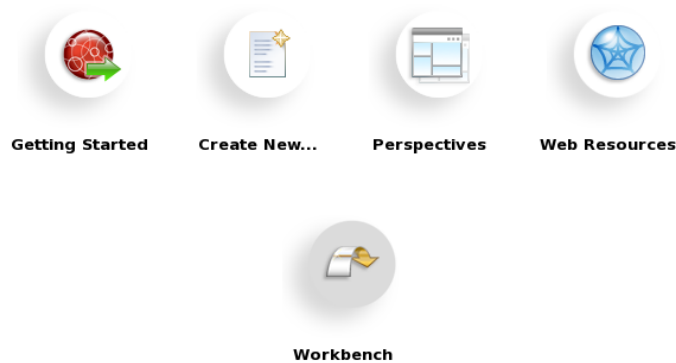 Getting Started
Create New...
Perspectives
Web Resources
Workbench